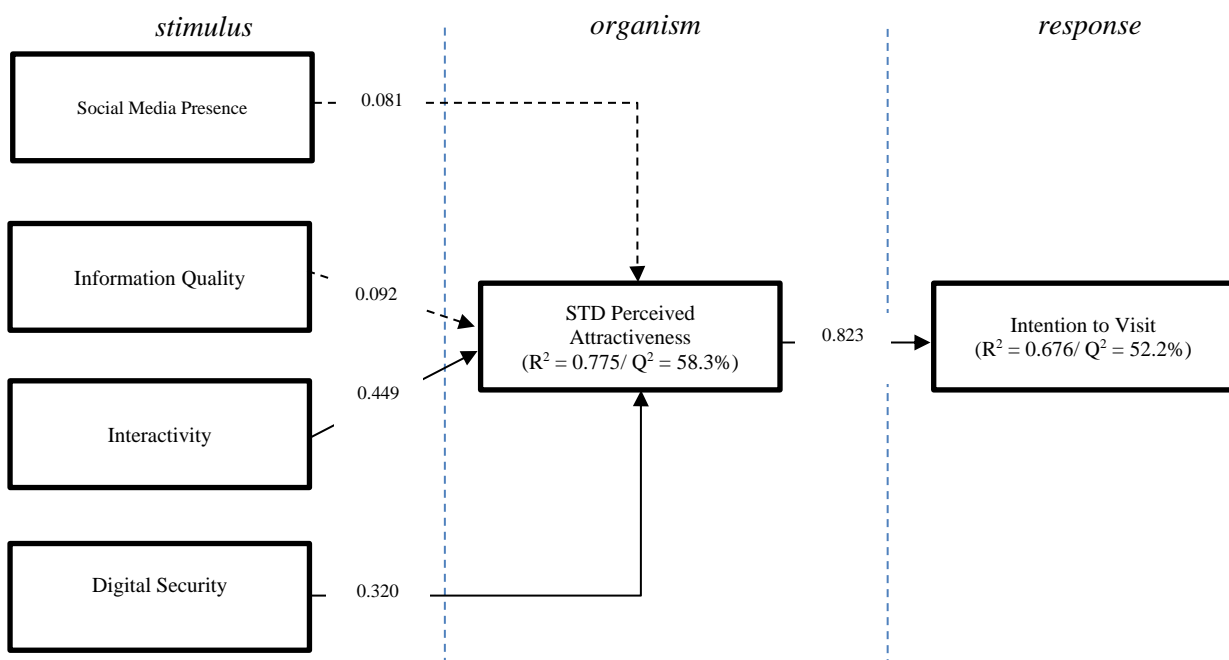 stimulus
organism
response
Social Media Presence
0.081
Information Quality
0.092
STD Perceived
Attractiveness
(R² = 0.775/ Q² = 58.3%)
0.823
Intention to Visit
(R² = 0.676/ Q² = 52.2%)
0.449
Interactivity
Digital Security
0.320